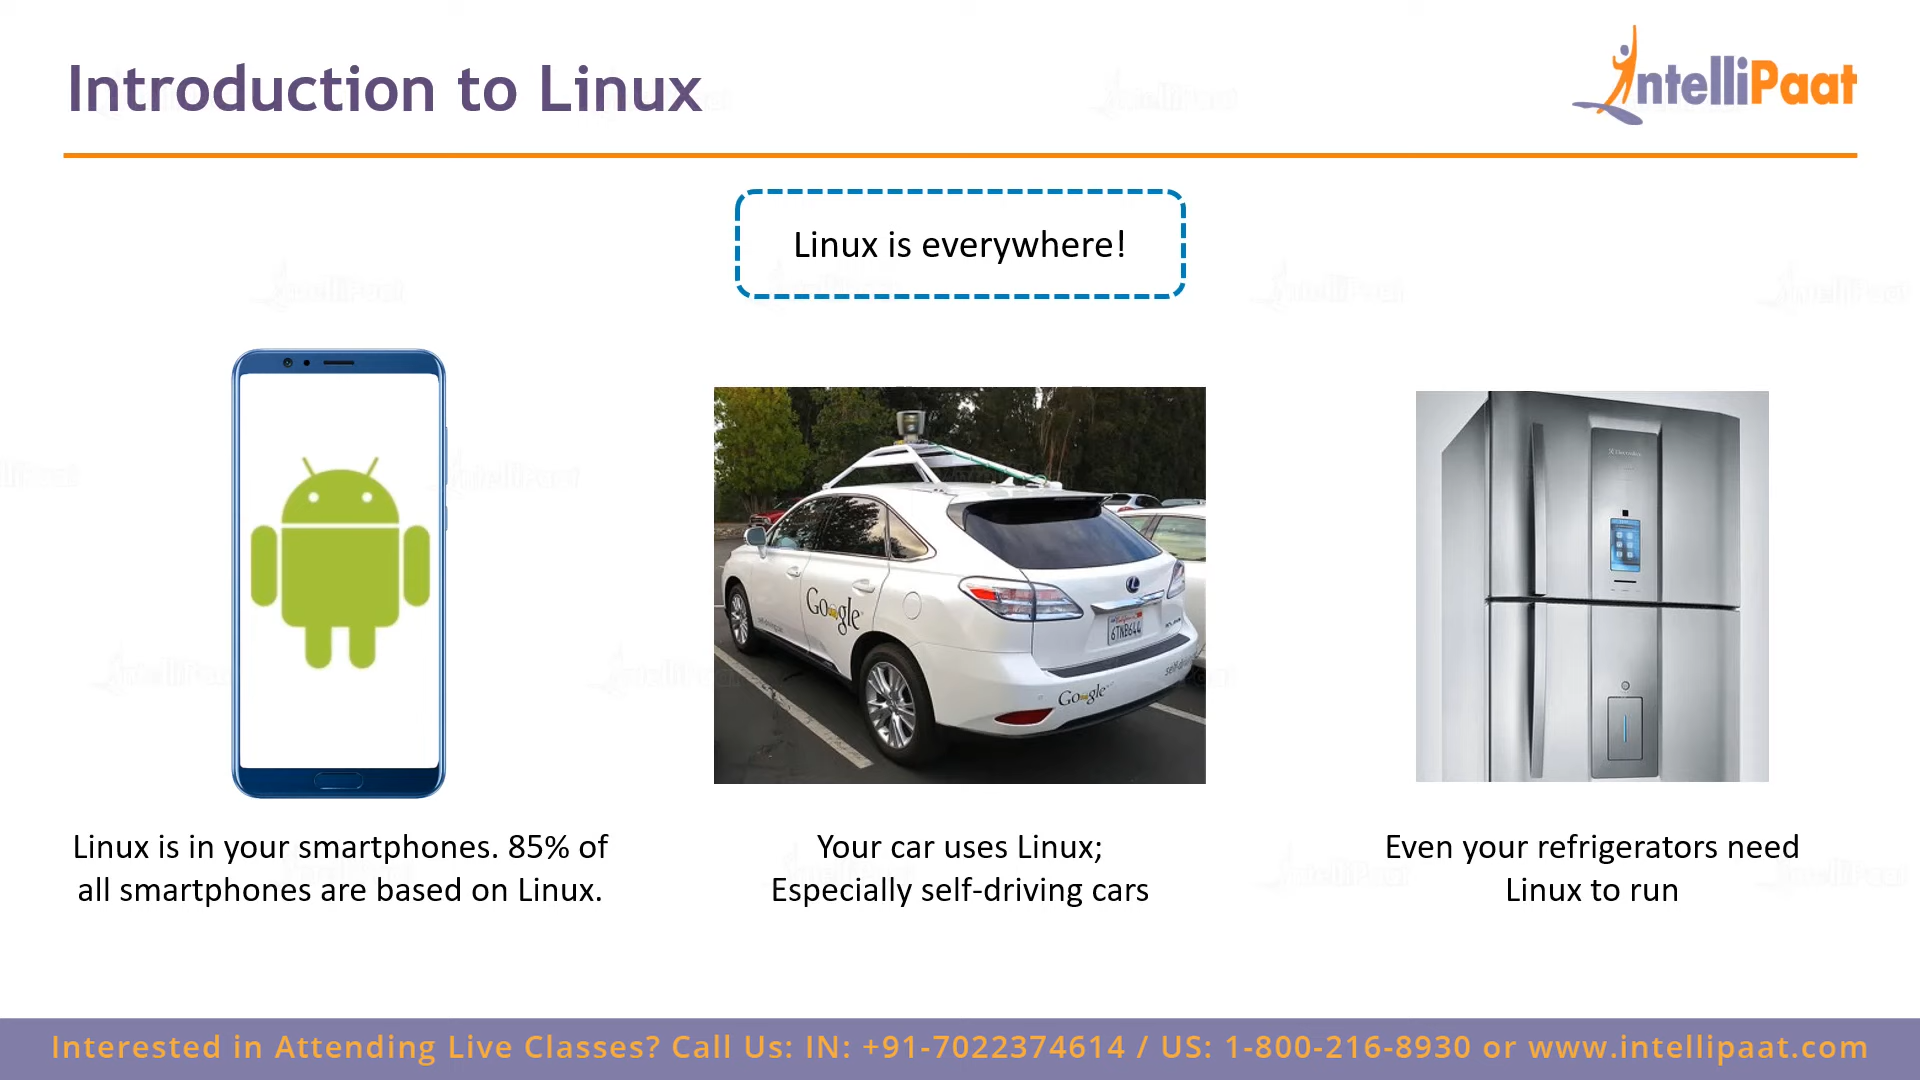 Introduction to Linux
IntelliPaat
Linux is everywhere!
Google
Google
6TNB644
Linux is in your smartphones. 85% of
all smartphones are based on Linux.
Your car uses Linux;
Especially self-driving cars
Even your refrigerators need
Linux to run
Interested in Attending Live Classes? Call Us: IN: +91-7022374614 / US: 1-800-216-8930 or www.intellipaat.com